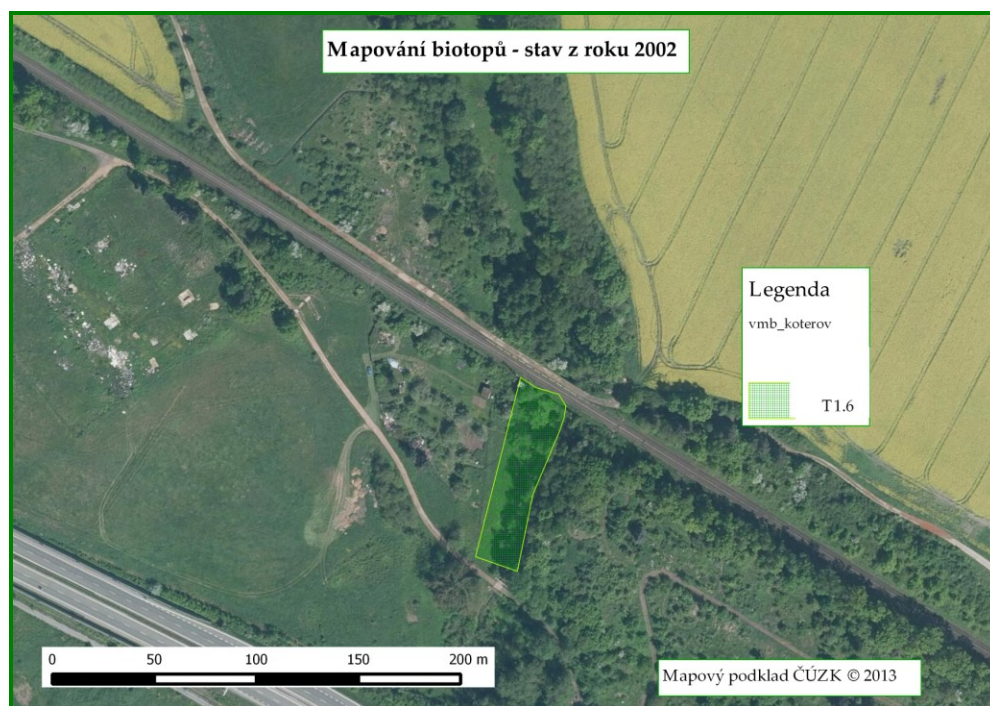 Mapování biotopů - stav z roku 2002
Legenda
vmb_koterov
T1.6
0 50 100 150 200 m
Mapový podklad ČÚZK © 2013